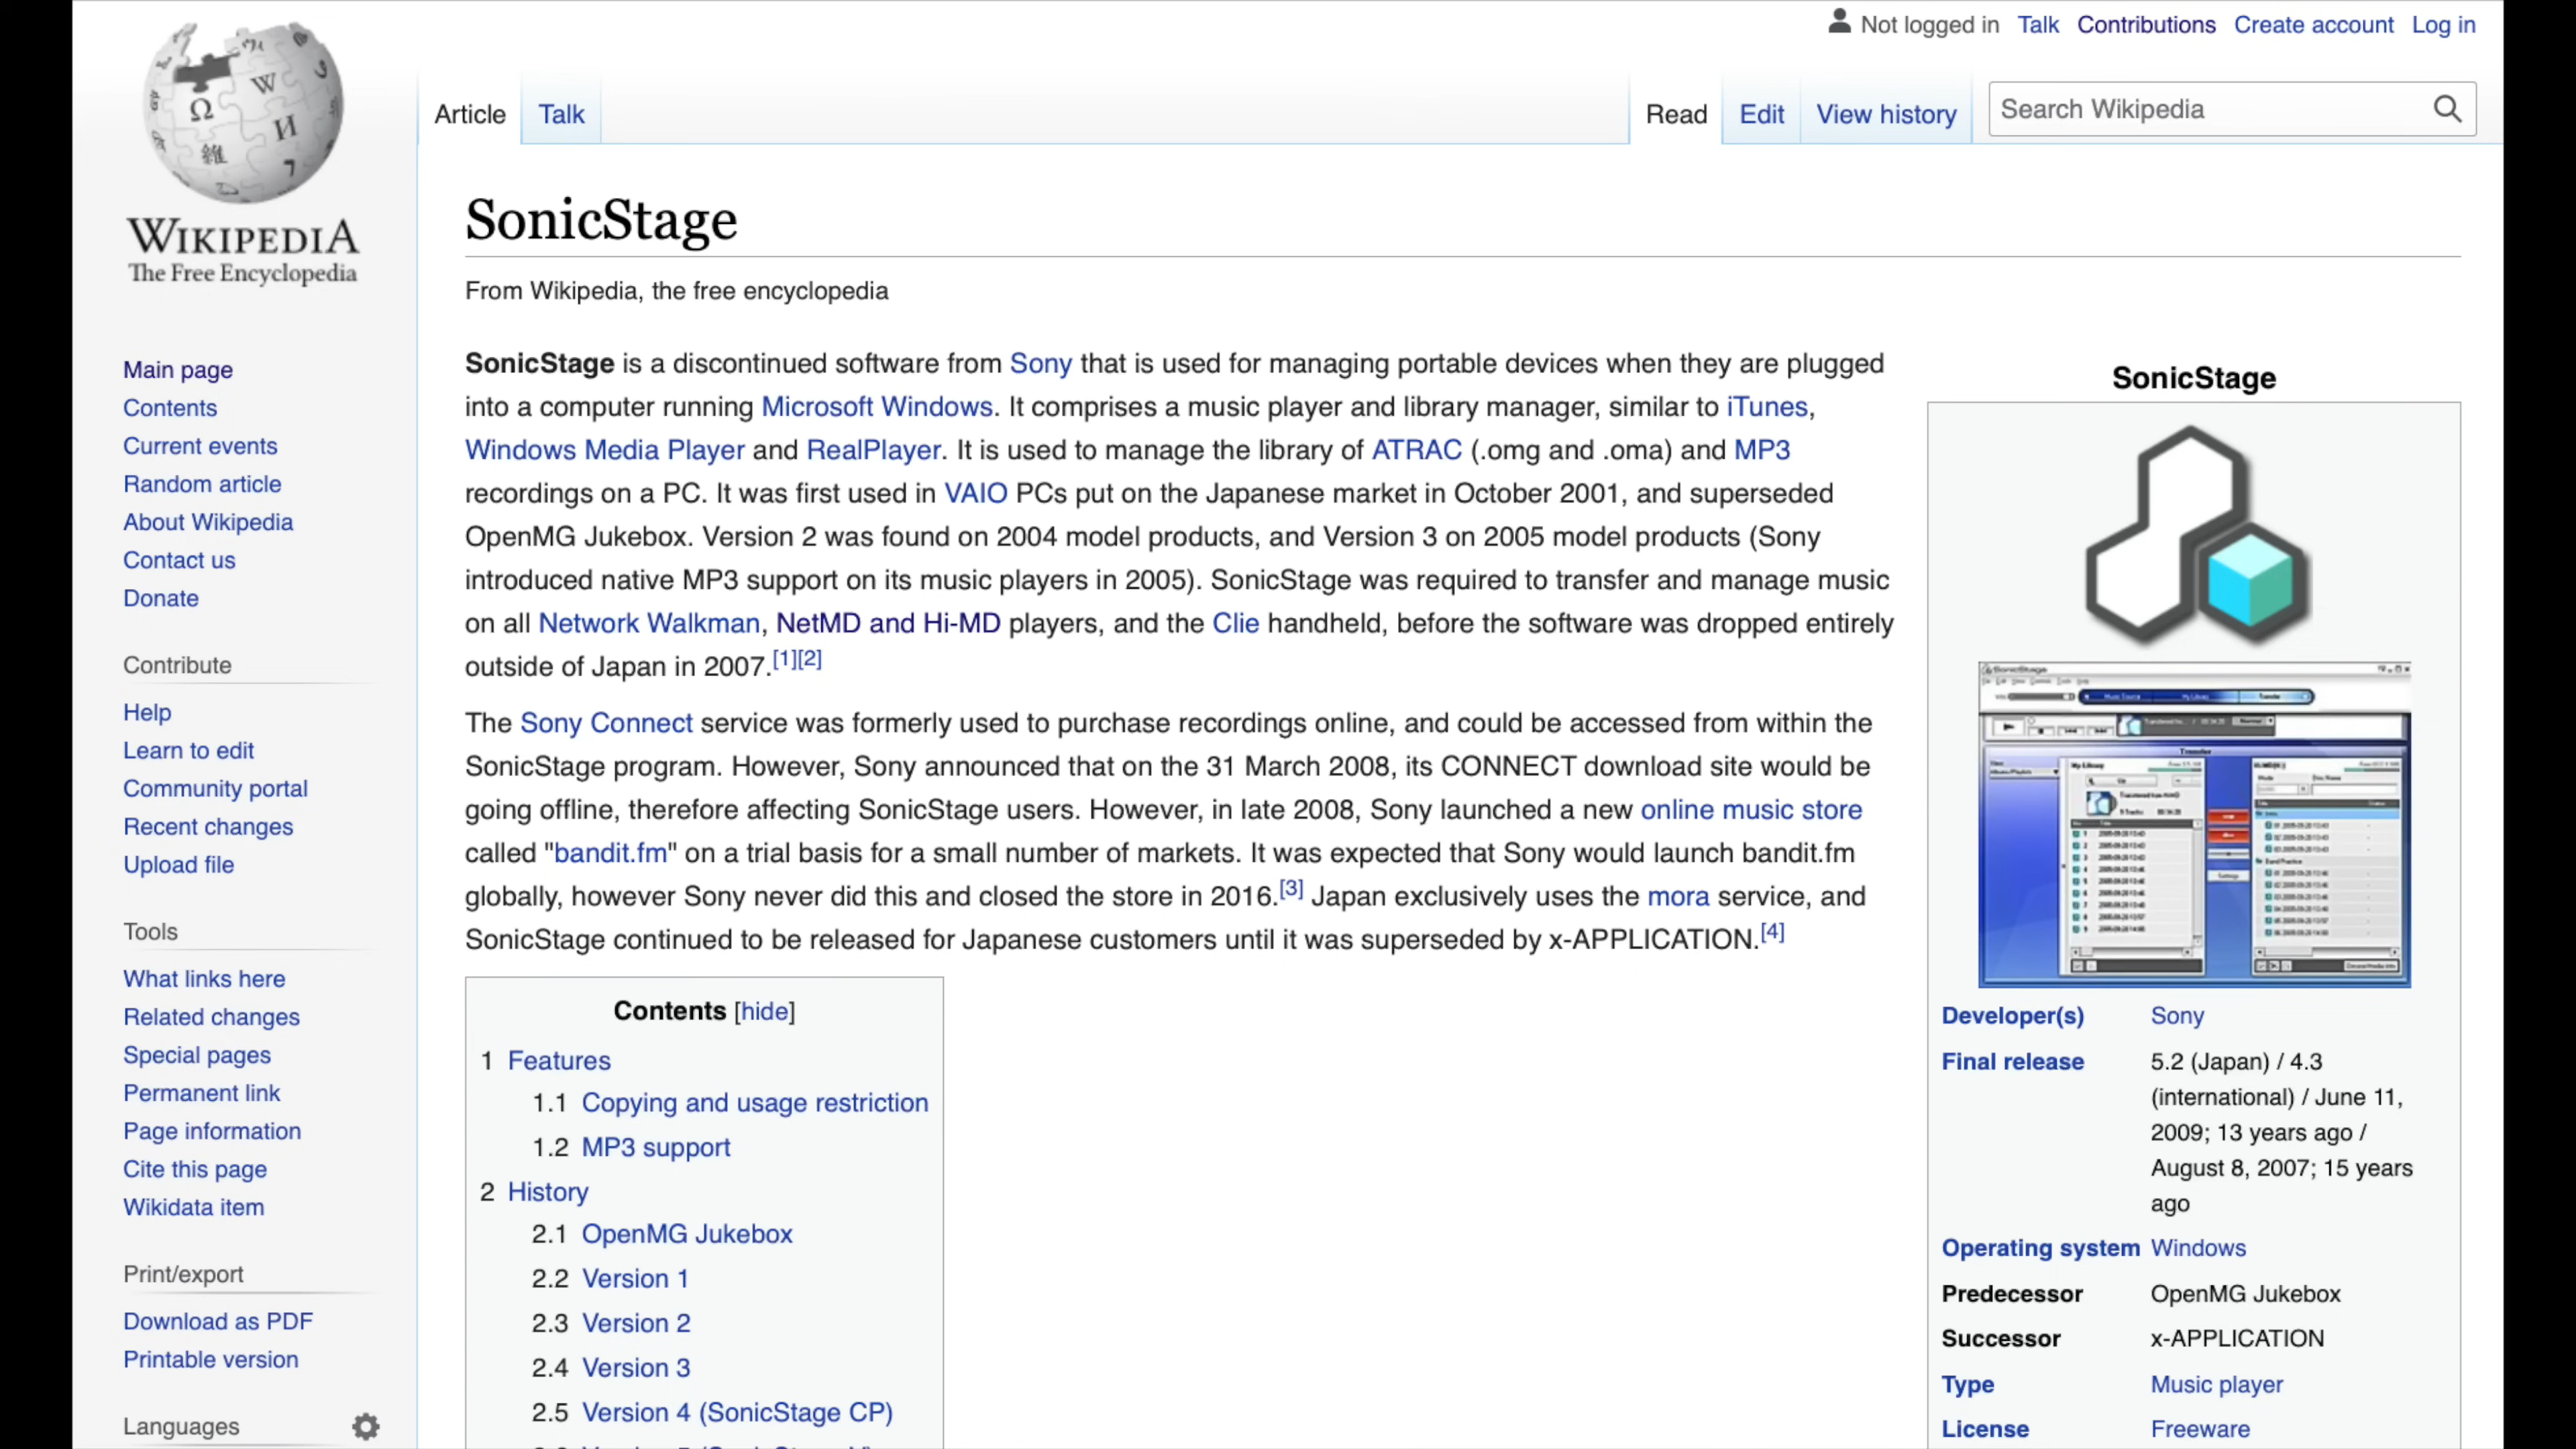 Not logged in Talk Contributions Create account Log in
Article Talk Read Edit View history Search Wikipedia
WIKIPEDIA
The Free Encyclopedia
SonicStage
From Wikipedia, the free encyclopedia
Main page
Contents
Current events
Random article
About Wikipedia
Contact us
Donate
Contribute
Help
Learn to edit
Community portal
Recent changes
Upload file
Tools
What links here
Related changes
Special pages
Permanent link
Page information
Cite this page
Wikidata item
Print/export
Download as PDF
Printable version
Languages
SonicStage is a discontinued software from Sony that is used for managing portable devices when they are plugged
into a computer running Microsoft Windows. It comprises a music player and library manager, similar to iTunes,
Windows Media Player and RealPlayer. It is used to manage the library of ATRAC (.omg and .oma) and MP3
recordings on a PC. It was first used in VAIO PCs put on the Japanese market in October 2001, and superseded
OpenMG Jukebox. Version 2 was found on 2004 model products, and Version 3 on 2005 model products (Sony
introduced native MP3 support on its music players in 2005). SonicStage was required to transfer and manage music
on all Network Walkman, NetMD and Hi-MD players, and the Clie handheld, before the software was dropped entirely
outside of Japan in 2007.[1][2]
The Sony Connect service was formerly used to purchase recordings online, and could be accessed from within the
SonicStage program. However, Sony announced that on the 31 March 2008, its CONNECT download site would be
going offline, therefore affecting SonicStage users. However, in late 2008, Sony launched a new online music store
called "bandit.fm" on a trial basis for a small number of markets. It was expected that Sony would launch bandit.fm
globally, however Sony never did this and closed the store in 2016.[3] Japan exclusively uses the mora service, and
SonicStage continued to be released for Japanese customers until it was superseded by x-APPLICATION.[4]
Contents [hide]
1 Features
1.1 Copying and usage restriction
1.2 MP3 support
2 History
2.1 OpenMG Jukebox
2.2 Version 1
2.3 Version 2
2.4 Version 3
2.5 Version 4 (SonicStage CP)
SonicStage
SonicStage
My Library
Transfer
Developer(s) Sony
Final release 5.2 (Japan) / 4.3
(international) / June 11,
2009; 13 years ago /
August 8, 2007; 15 years
ago
Operating system Windows
Predecessor OpenMG Jukebox
Successor x-APPLICATION
Type Music player
License Freeware